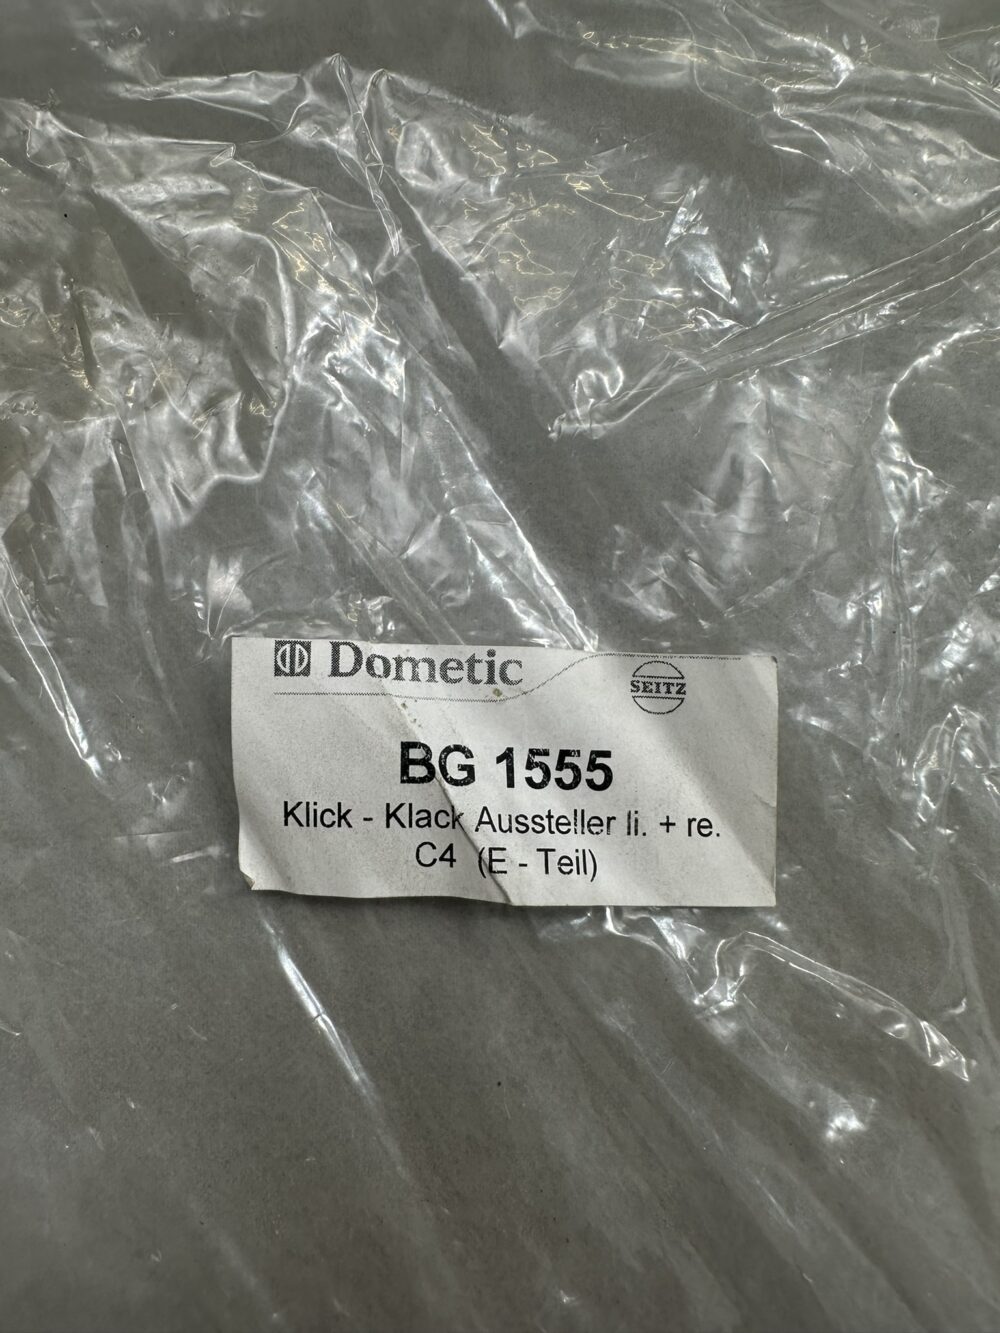 Dometic
SEITZ
BG 1555
Klick - Klack Aussteller li. + re.
C4 (E - Teil)